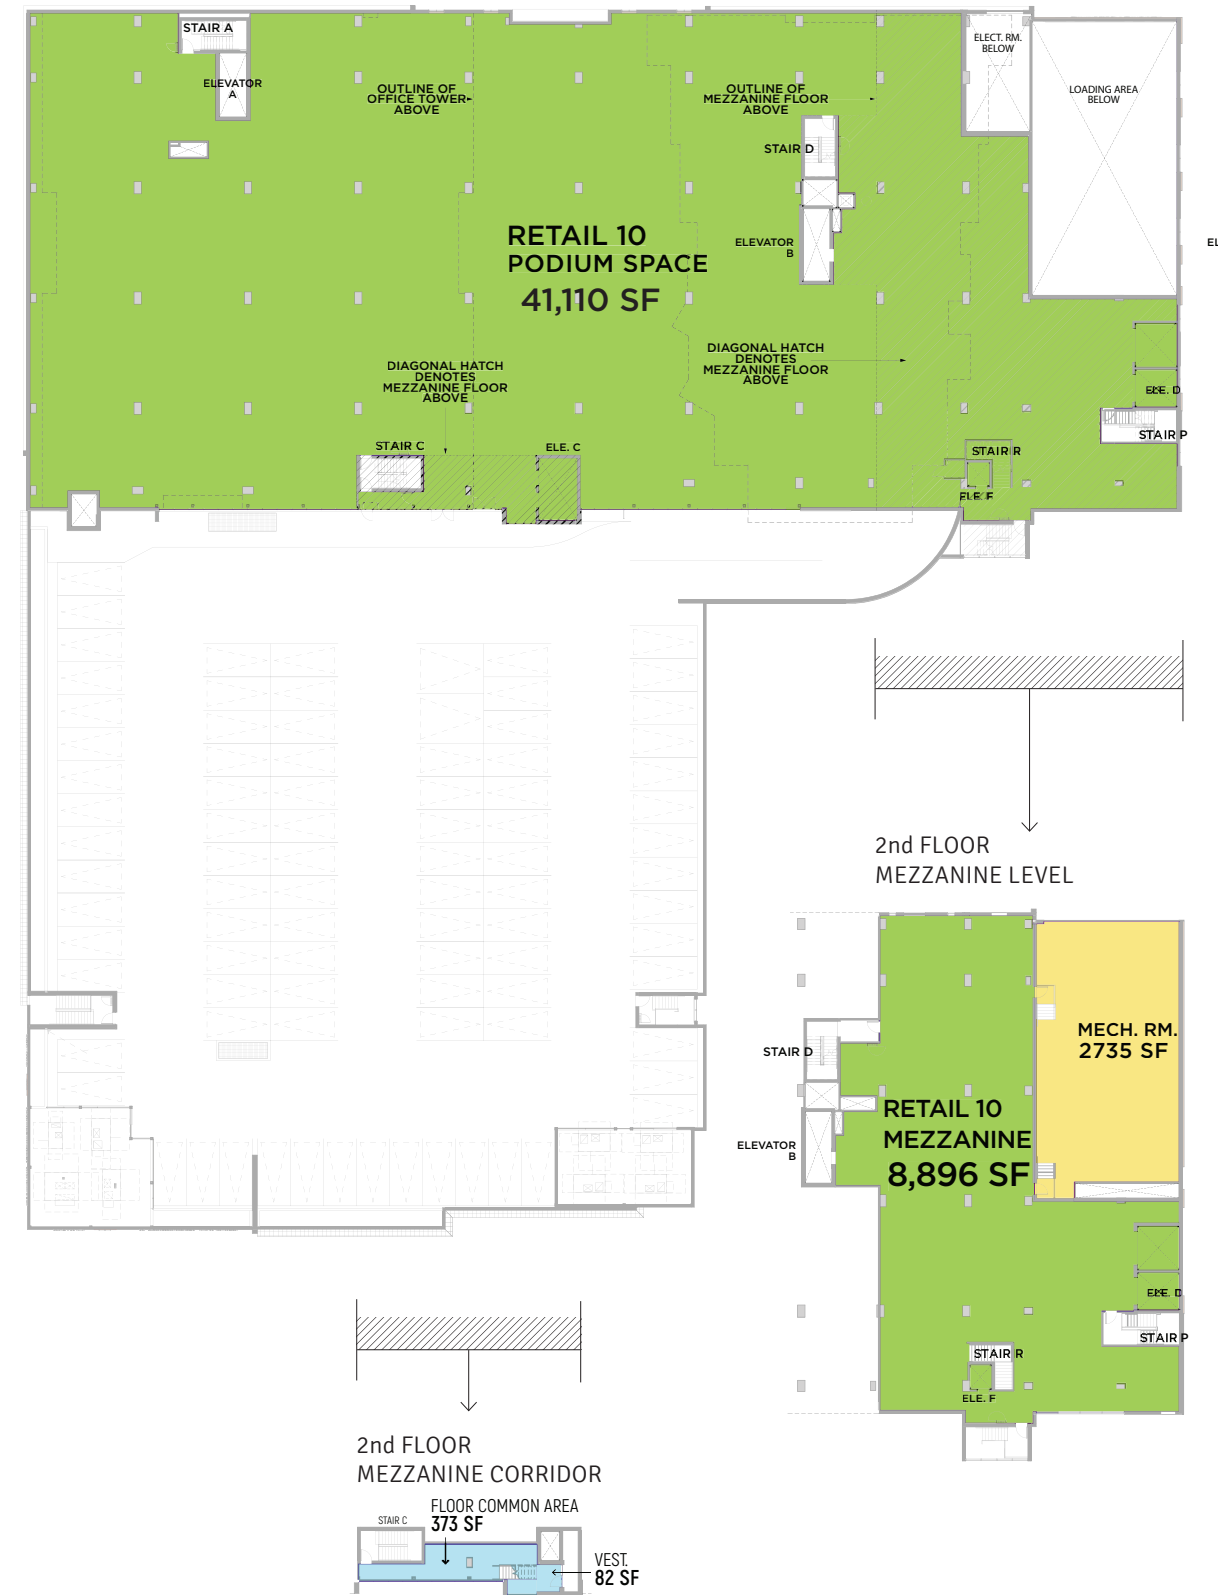 STAIR A
ELEVATOR
A
OUTLINE OF
OFFICE TOWER
ABOVE
OUTLINE OF
MEZZANINE FLOOR
ABOVE
ELECT. RM.
BELOW
LOADING AREA
BELOW
STAIR D
ELEVATOR
B
EL
RETAIL 10
PODIUM SPACE
41,110 SF
DIAGONAL HATCH
DENOTES
MEZZANINE FLOOR
ABOVE
DIAGONAL HATCH
DENOTES
MEZZANINE FLOOR
ABOVE
ELE. D
STAIR P
STAIR C
ELE. C
STAIR R
ELE. F
2nd FLOOR
MEZZANINE LEVEL
MECH. RM.
2735 SF
STAIR D
RETAIL 10
MEZZANINE
8,896 SF
ELEVATOR
B
ELE. D
STAIR P
STAIR R
ELE. F
2nd FLOOR
MEZZANINE CORRIDOR
FLOOR COMMON AREA
373 SF
STAIR C
VEST.
82 SF